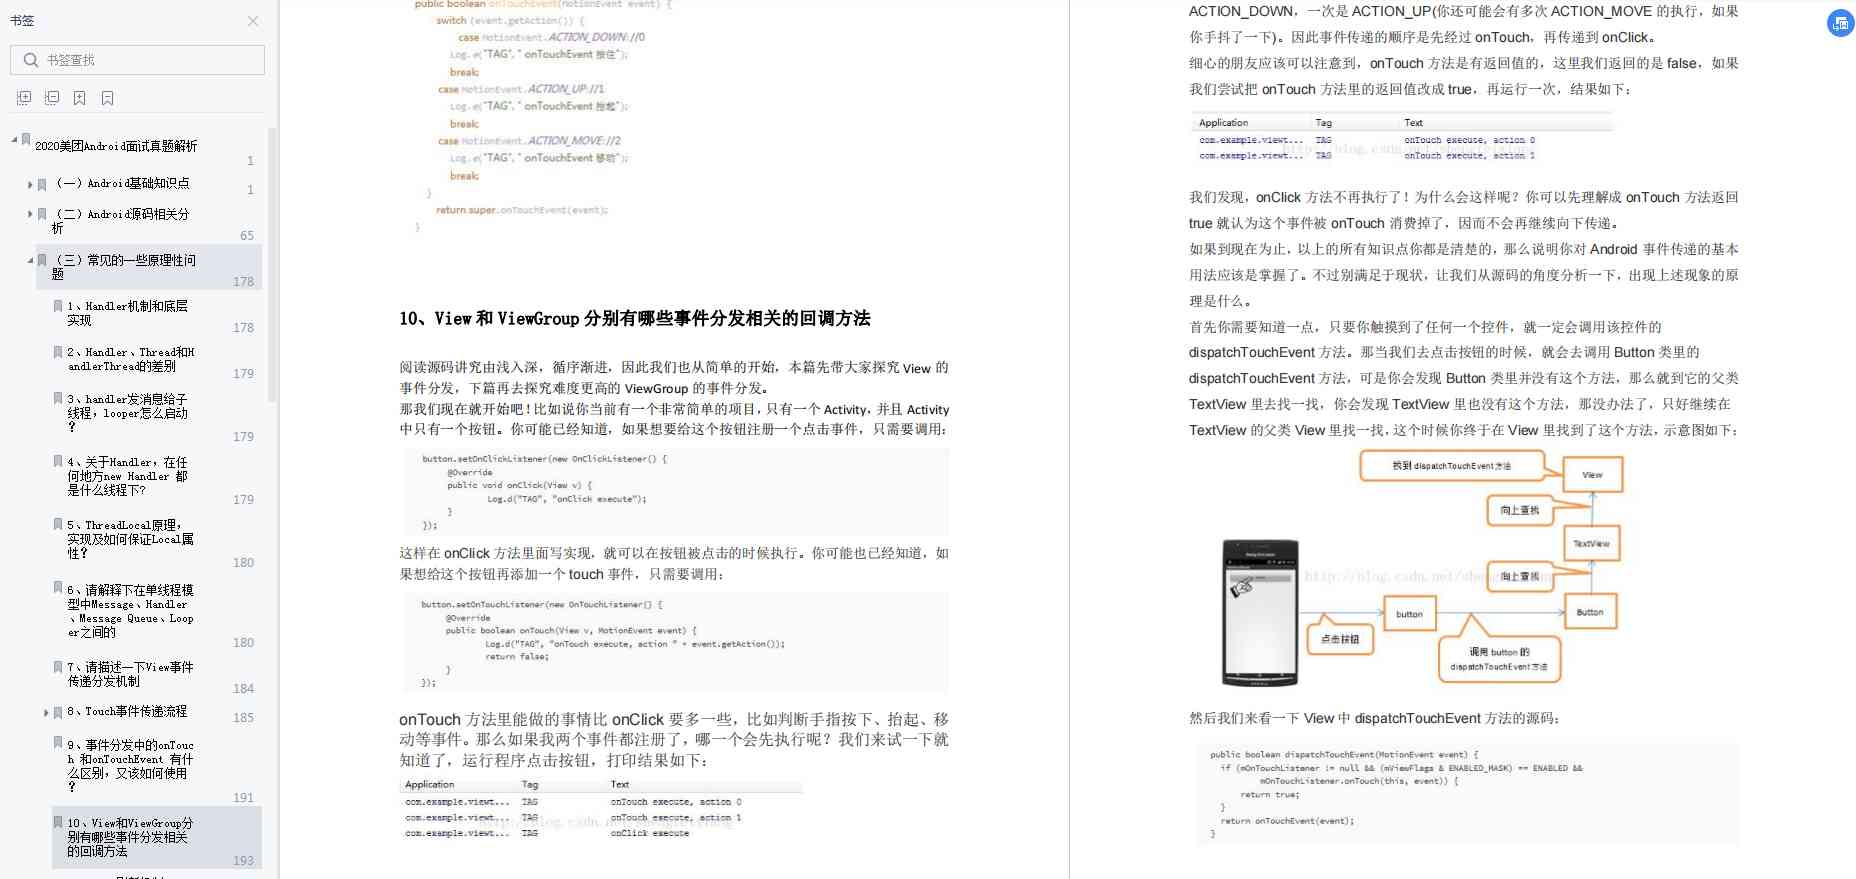 书签
书签查找
2020美团Android面试真题解析
1
（一）Android基础知识点
1
（二）Android源码相关分
析
65
（三）常见的一些原理性问
题
178
1、Handler机制和底层
实现
178
2、Handler、Thread和H
andlerThread的差别
179
3、handler发消息给子
线程，looper怎么启动
？
179
4、关于Handler，在任
何地方new Handler 都
是什么线程下?
179
5、ThreadLocal原理，
实现及如何保证Local属
性？
180
6、请解释下在单线程模
型中Message、Handler
、Message Queue、Loop
er之间的
180
7、请描述一下View事件
传递分发机制
184
8、Touch事件传递流程
185
9、事件分发中的onTouc
h 和onTouchEvent 有什
么区别，又该如何使用
？
191
10、View和ViewGroup分
别有哪些事件分发相关
的回调方法
193
public boolean onTouchEvent(MotionEvent event) {
switch (event.getAction()) {
case MotionEvent.ACTION_DOWN://0
Log.e("TAG"," onTouchEvent 按住");
break;
case MotionEvent.ACTION_UP://1
Log.e("TAG"," onTouchEvent 抬起");
break;
case MotionEvent.ACTION_MOVE://2
Log.e("TAG"," onTouchEvent 移动");
break;
}
return super.onTouchEvent(event);
}
10、View 和 ViewGroup 分别有哪些事件分发相关的回调方法
阅读源码讲究由浅入深，循序渐进，因此我们也从简单的开始，本篇先带大家探究 View 的
事件分发，下篇再去探究难度更高的 ViewGroup 的事件分发。
那我们现在就开始吧！比如说你当前有一个非常简单的项目，只有一个 Activity，并且 Activity
中只有一个按钮。你可能已经知道，如果想要给这个按钮注册一个点击事件，只需要调用：
button.setOnClickListener(new OnClickListener() {
@Override
public void onClick(View v) {
Log.d("TAG", "onClick execute");
}
});
这样在 onClick 方法里面写实现，就可以在按钮被点击的时候执行。你可能也已经知道，如
果想给这个按钮再添加一个 touch 事件，只需要调用：
button.setOnTouchListener(new OnTouchListener() {
@Override
public boolean onTouch(View v, MotionEvent event) {
Log.d("TAG", "onTouch execute, action " + event.getAction());
return false;
}
});
onTouch 方法里能做的事情比 onClick 要多一些，比如判断手指按下、抬起、移
动等事件。那么如果我两个事件都注册了，哪一个会先执行呢？我们来试一下就
知道了，运行程序点击按钮，打印结果如下：
Application Tag Text
com.example.viewt... TAG onTouch execute, action 0
com.example.viewt... TAG onTouch execute, action 1
com.example.viewt... TAG onClick execute
ACTION_DOWN，一次是 ACTION_UP(你还可能会有多次 ACTION_MOVE 的执行，如果
你手抖了一下)。因此事件传递的顺序是先经过 onTouch，再传递到 onClick。
细心的朋友应该可以注意到，onTouch 方法是有返回值的，这里我们返回的是 false，如果
我们尝试把 onTouch 方法里的返回值改成 true，再运行一次，结果如下：
Application Tag Text
com.example.viewt... TAG onTouch execute, action 0
com.example.viewt... TAG onTouch execute, action 1
我们发现，onClick 方法不再执行了！为什么会这样呢？你可以先理解成 onTouch 方法返回
true 就认为这个事件被 onTouch 消费掉了，因而不会再继续向下传递。
如果到现在为止，以上的所有知识点你都是清楚的，那么说明你对 Android 事件传递的基本
用法应该是掌握了。不过别满足于现状，让我们从源码的角度分析一下，出现上述现象的原
理是什么。
首先你需要知道一点，只要你触摸到了任何一个控件，就一定会调用该控件的
dispatchTouchEvent 方法。那当我们去点击按钮的时候，就会去调用 Button 类里的
dispatchTouchEvent 方法，可是你会发现 Button 类里并没有这个方法，那么就到它的父类
TextView 里去找一找，你会发现 TextView 里也没有这个方法，那没办法了，只好继续在
TextView 的父类 View 里找一找，这个时候你终于在 View 里找到了这个方法，示意图如下：
找到 dispatchTouchEvent 方法
View
向上查找
TextView
向上查找
button
Button
点击按钮
调用 button 的
dispatchTouchEvent 方法
然后我们来看一下 View 中 dispatchTouchEvent 方法的源码：
public boolean dispatchTouchEvent(MotionEvent event) {
if (mOnTouchListener != null && (mViewFlags & ENABLED_MASK) == ENABLED &&
mOnTouchListener.onTouch(this, event)) {
return true;
}
return onTouchEvent(event);
}